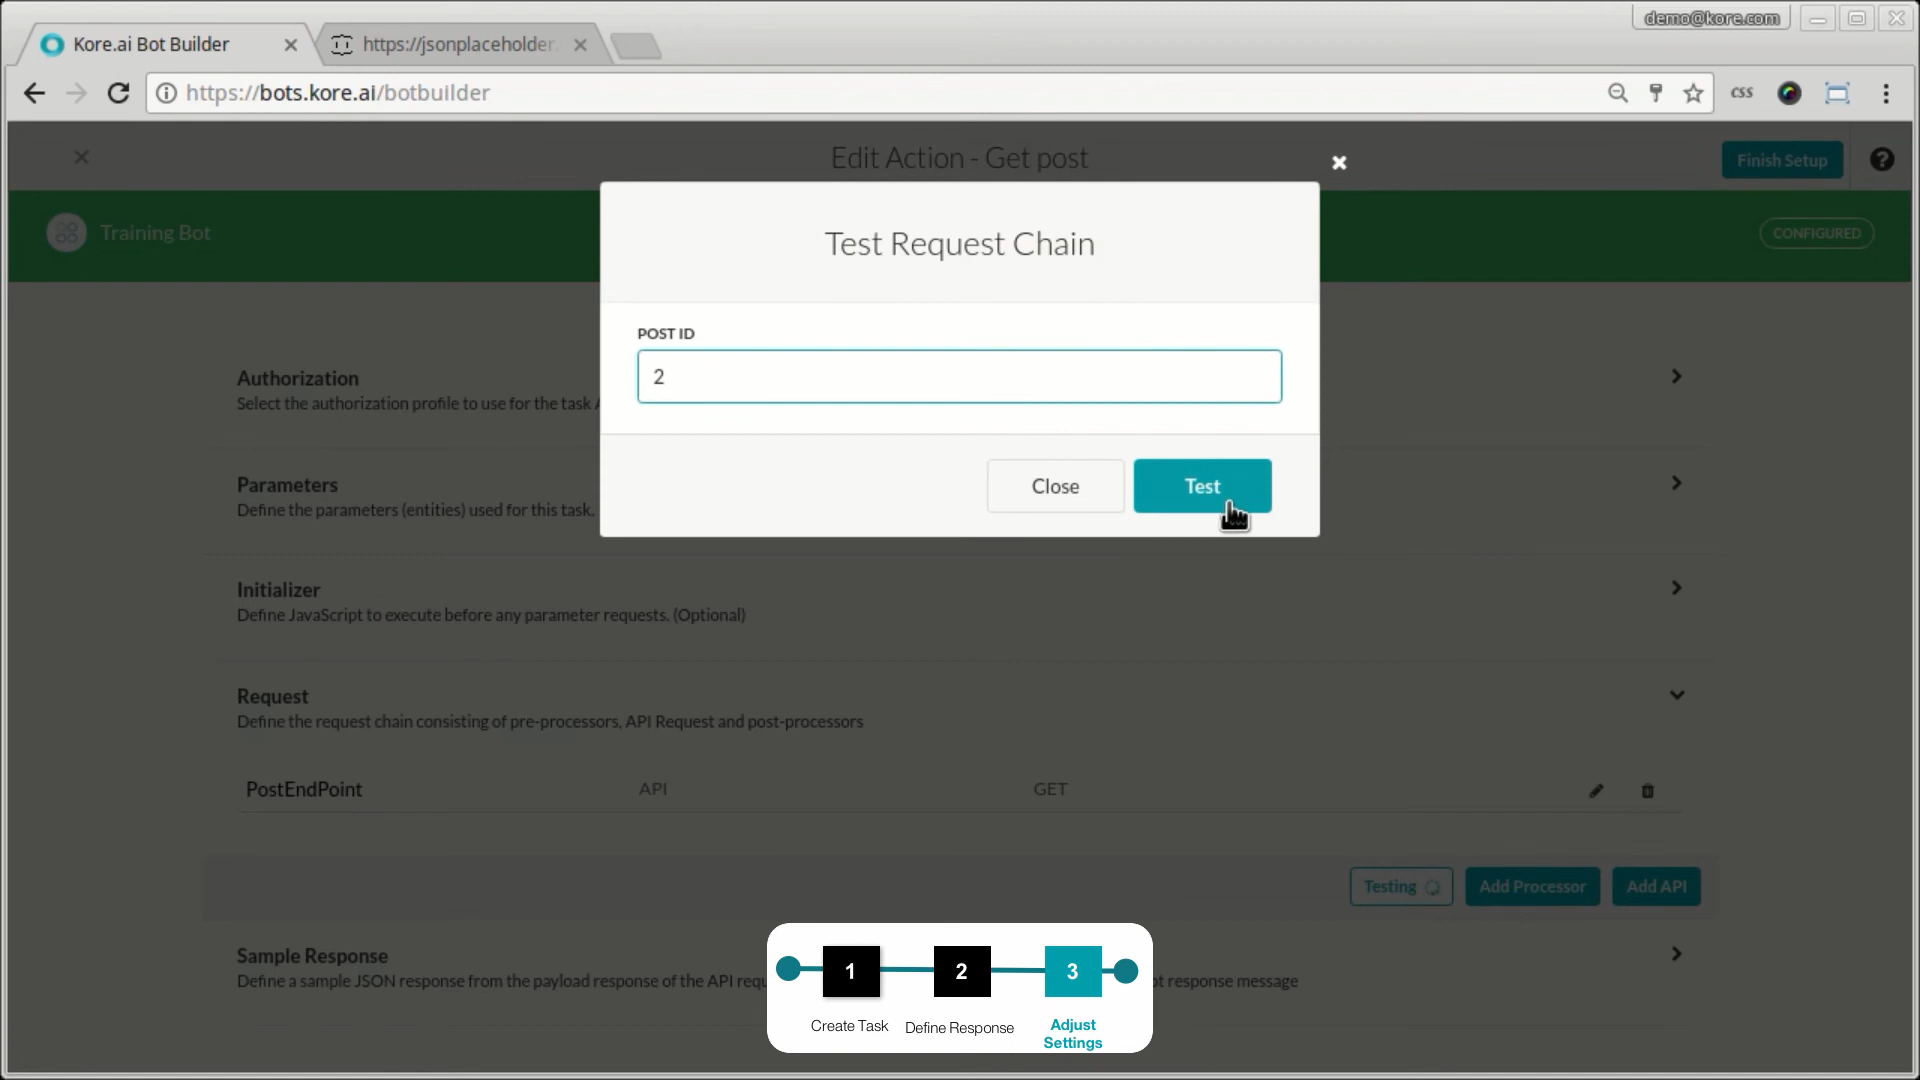 demo@kore.com
Kore.ai Bot Builder
https://jsonplaceholder.
https://bots.kore.ai/botbuilder
CSS
Edit Action - Get post
Finish Setup
?
Training Bot
CONFIGURED
Test Request Chain
POST ID
2
Close
Test
Authorization
Select the authorization profile to use for the task
Parameters
Define the parameters (entities) used for this task.
Initializer
Define JavaScript to execute before any parameter requests. (Optional)
Request
Define the request chain consisting of pre-processors, API Request and post-processors
PostEndPoint API GET
Testing
Add Processor
Add API
Sample Response
Define a sample JSON response from the payload response of the API requ
t response message
1
2
3
Create Task
Define Response
Adjust
Settings